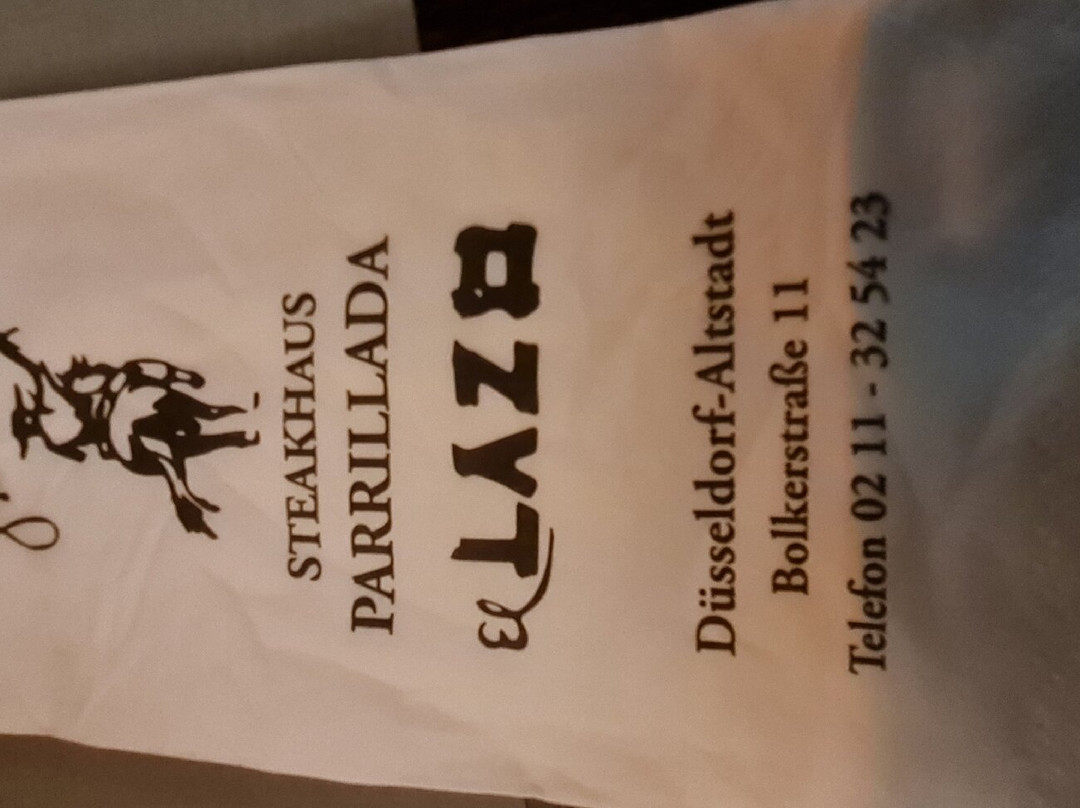 STEAKHAUS
PARRILLADA
El LAZO
Düsseldorf-Altstadt
Bolkerstraße 11
Telefon 02 11 - 32 54 23